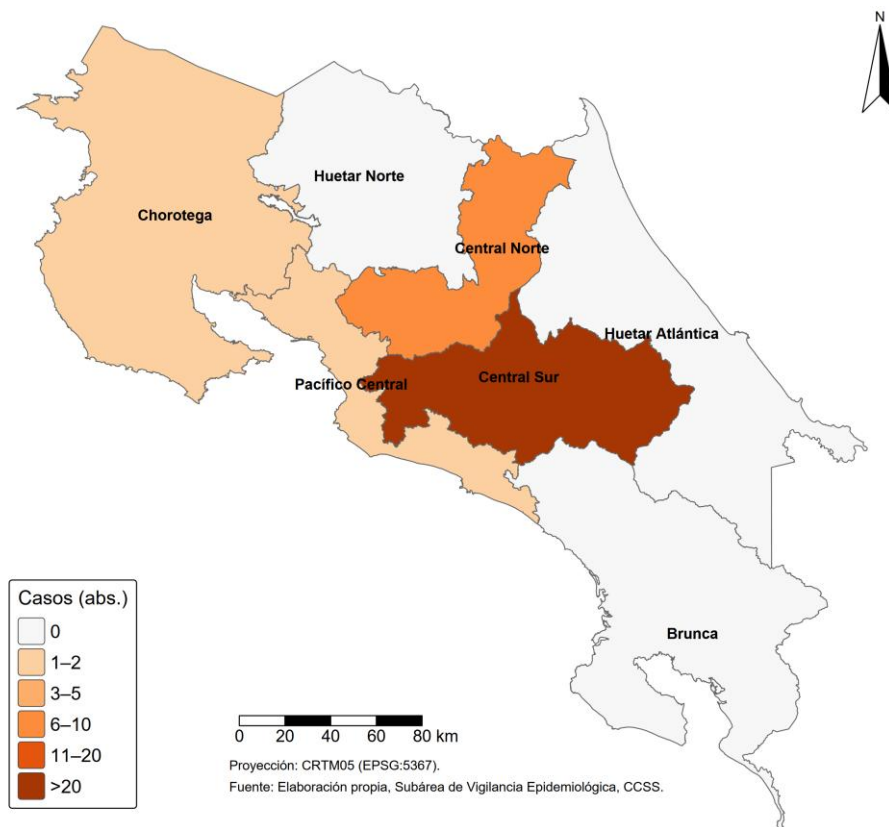 N
Huetar Norte
Chorotega
Central Norte
Huetar Atlántica
Pacífico Central
Central Sur
Brunca
Casos (abs.)
0
1–2
3–5
6–10
11–20
>20
0 20 40 60 80 km
Proyección: CRTM05 (EPSG:5367).
Fuente: Elaboración propia, Subárea de Vigilancia Epidemiológica, CCSS.